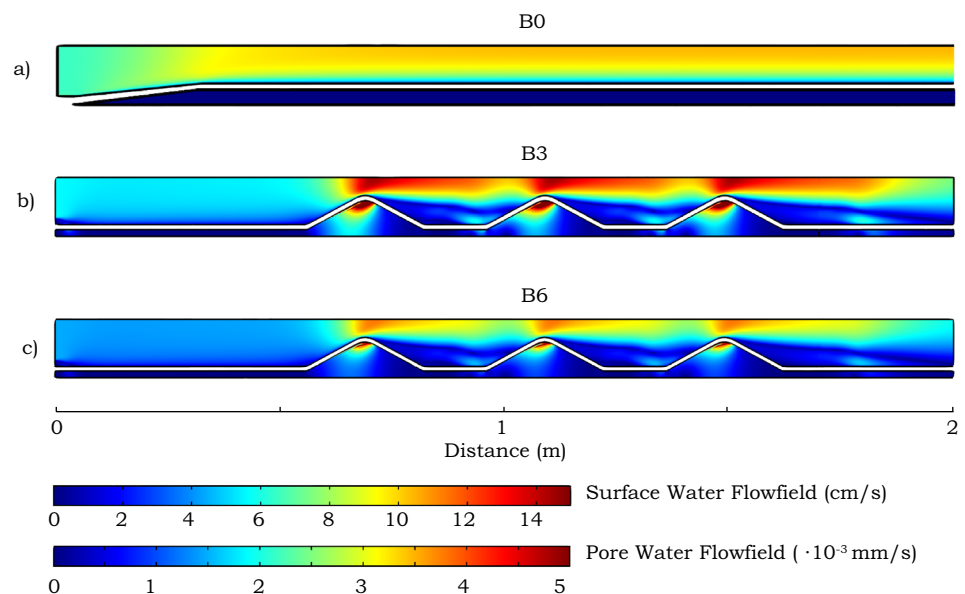 B0
a)
B3
b)
B6
c)
0 1 2
Distance (m)
0 2 4 6 8 10 12 14 Surface Water Flowfield (cm/s)
0 1 2 3 4 5 Pore Water Flowfield ( ·10⁻³ mm/s)